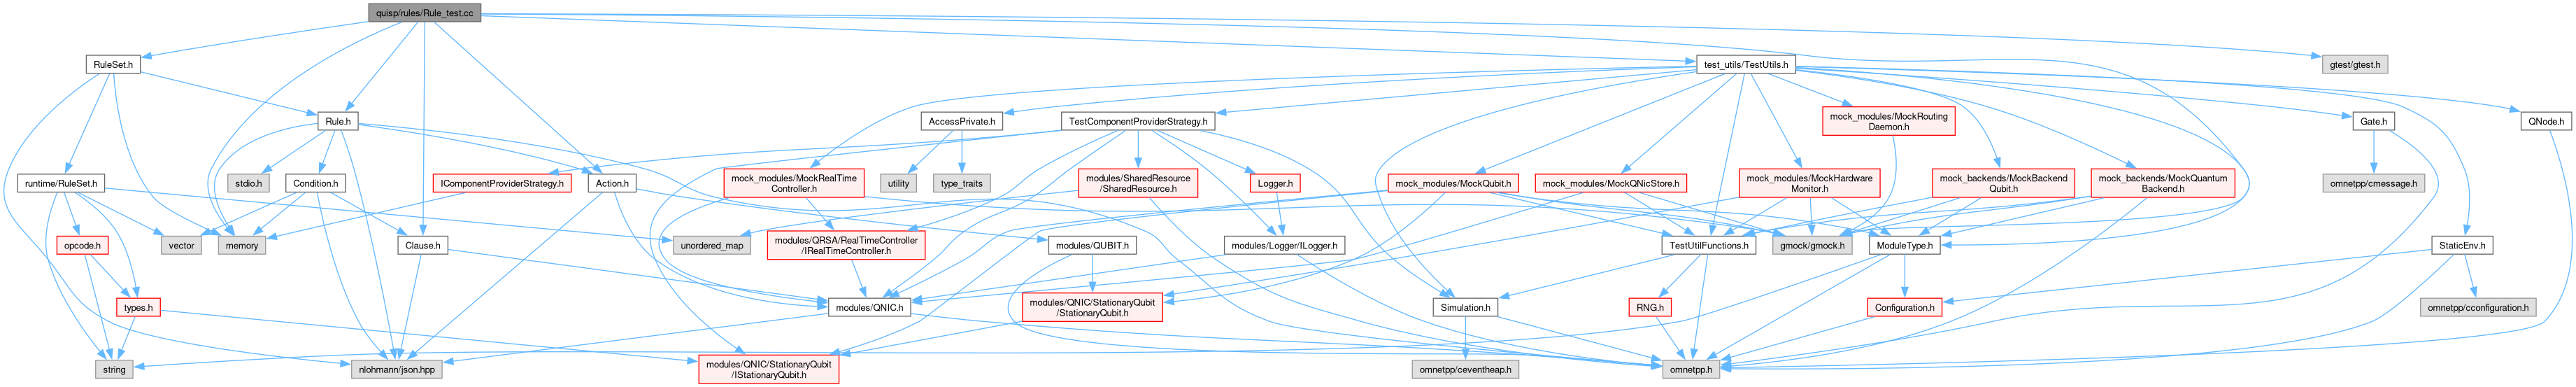 quisp/rules/Rule_test.cc
RuleSet.h
test_utils/TestUtils.h
gtest/gtest.h
Rule.h
AccessPrivate.h
TestComponentProviderStrategy.h
mock_modules/MockRouting
Daemon.h
Gate.h
QNode.h
runtime/RuleSet.h
stdio.h
Condition.h
IComponentProviderStrategy.h
Action.h
mock_modules/MockRealTime
Controller.h
utility
type_traits
modules/SharedResource
/SharedResource.h
Logger.h
mock_modules/MockQubit.h
mock_modules/MockQNicStore.h
mock_modules/MockHardware
Monitor.h
mock_backends/MockBackend
Qubit.h
mock_backends/MockQuantum
Backend.h
omnetpp/cmessage.h
opcode.h
vector
memory
Clause.h
unordered_map
modules/QRSA/RealTimeController
/IRealTimeController.h
modules/QUBIT.h
modules/Logger/ILogger.h
TestUtilFunctions.h
gmock/gmock.h
ModuleType.h
StaticEnv.h
types.h
modules/QNIC.h
modules/QNIC/StationaryQubit
/StationaryQubit.h
Simulation.h
RNG.h
Configuration.h
omnetpp/cconfiguration.h
string
nlohmann/json.hpp
modules/QNIC/StationaryQubit
/IStationaryQubit.h
omnetpp/ceventheap.h
omnetpp.h